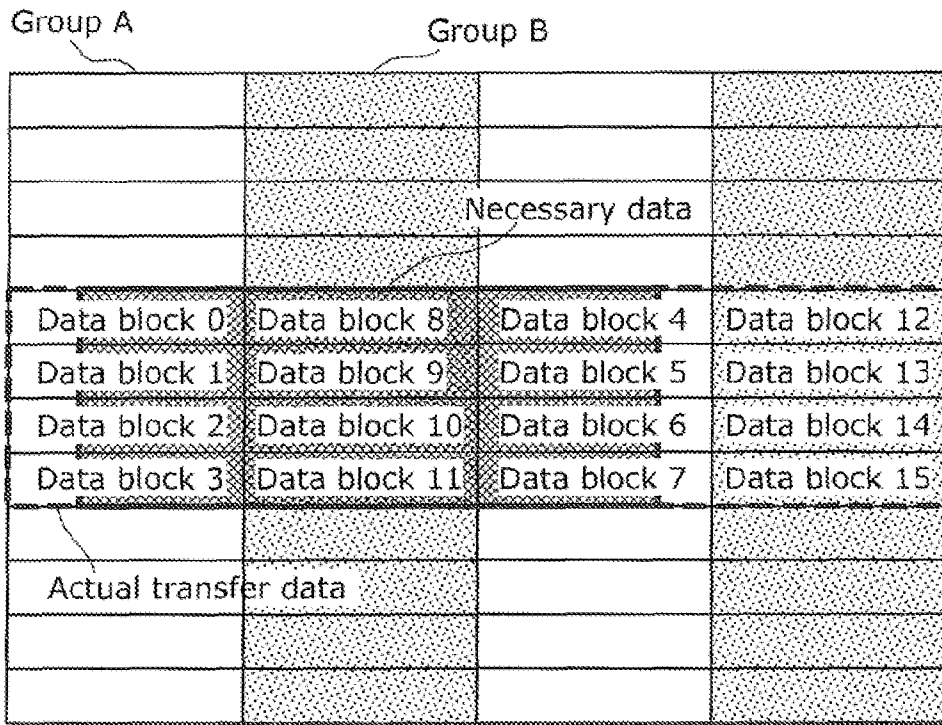 Group A
Group B
Necessary data
Data block 0 Data block 8 Data block 4 Data block 12
Data block 1 Data block 9 Data block 5 Data block 13
Data block 2 Data block 10 Data block 6 Data block 14
Data block 3 Data block 11 Data block 7 Data block 15
Actual transfer data